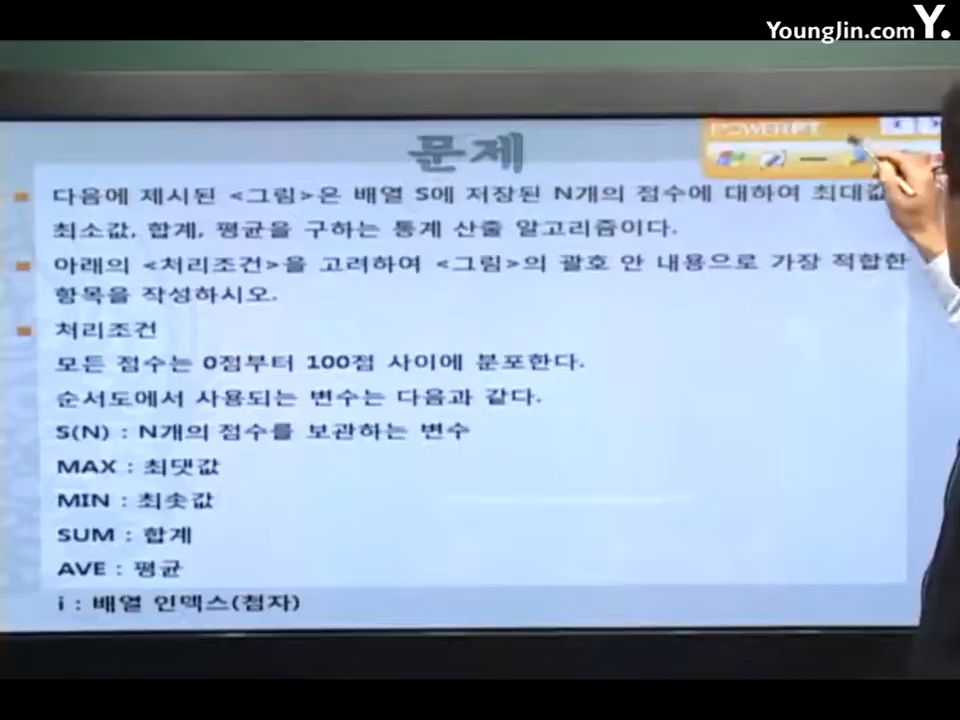 YoungJin.com Y.
POWERPT
문제
다음에 제시된 <그림>은 배열 S에 저장된 N개의 점수에 대하여 최대값
최소값, 합계, 평균을 구하는 통계 산출 알고리즘이다.
아래의 <처리조건>을 고려하여 <그림>의 괄호 안 내용으로 가장 적합한
항목을 작성하시오.
처리조건
모든 점수는 0점부터 100점 사이에 분포한다.
순서도에서 사용되는 변수는 다음과 같다.
S(N) : N개의 점수를 보관하는 변수
MAX : 최댓값
MIN : 최솟값
SUM : 합계
AVE : 평균
i : 배열 인덱스(첨자)